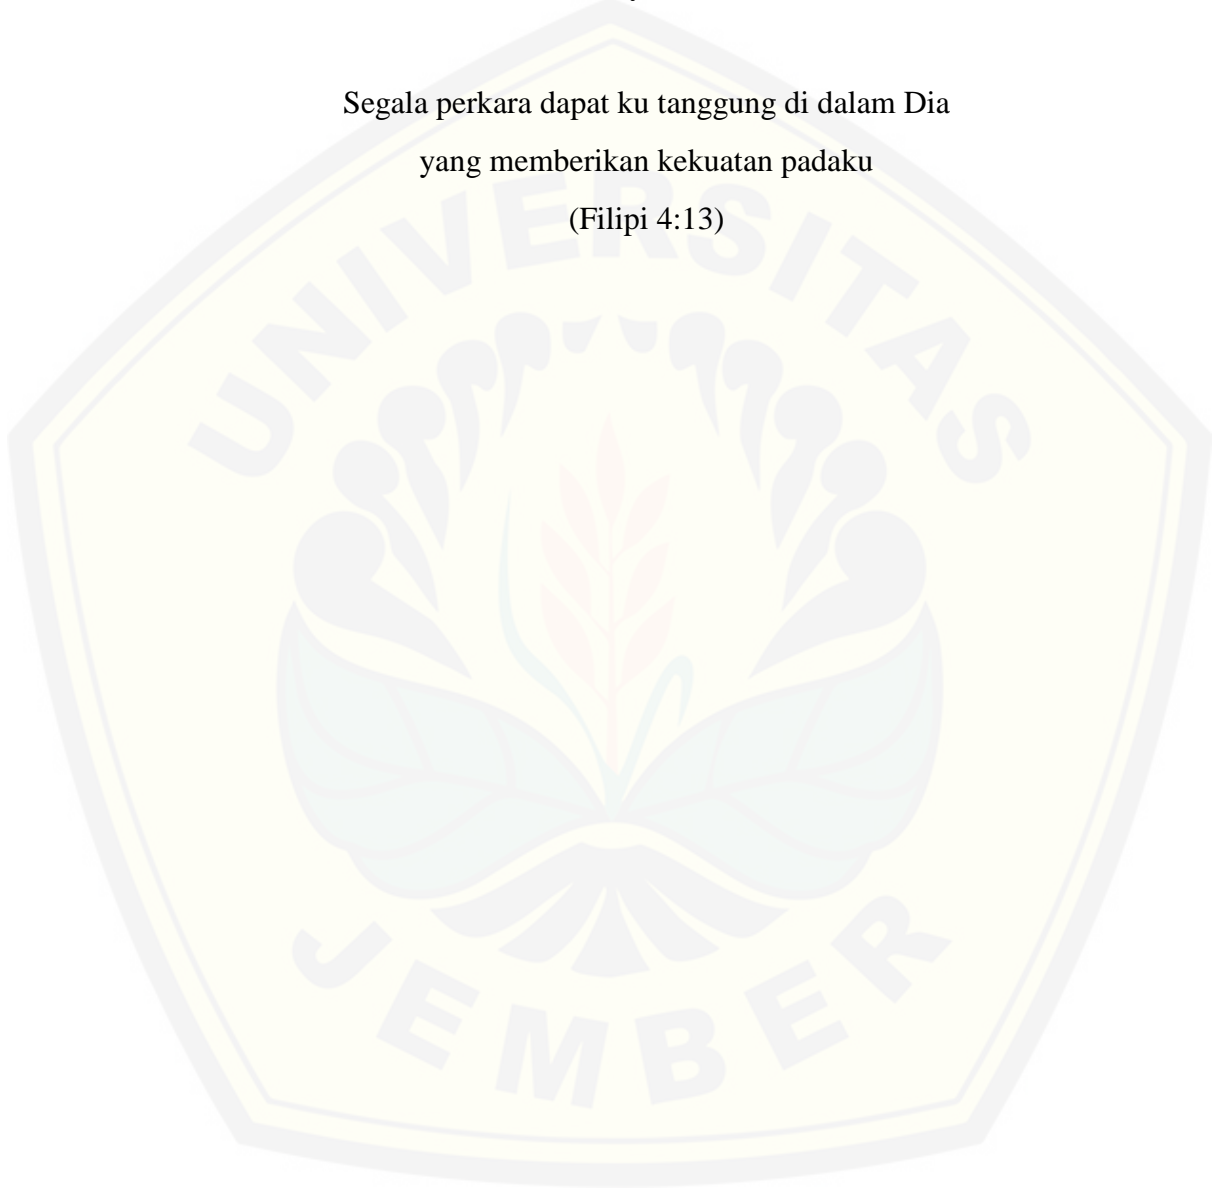 Segala perkara dapat ku tanggung di dalam Dia
yang memberikan kekuatan padaku
(Filipi 4:13)
UNIVERSITAS
JEMBER